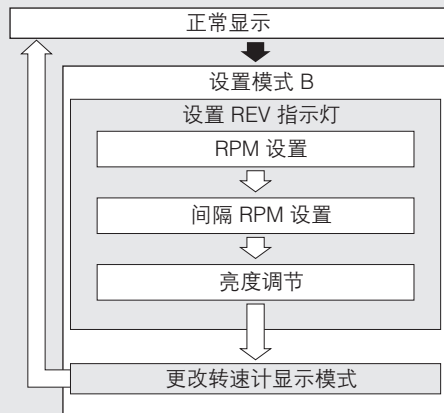 正常显示
设置模式 B
设置 REV 指示灯
RPM 设置
间隔 RPM 设置
亮度调节
更改转速计显示模式